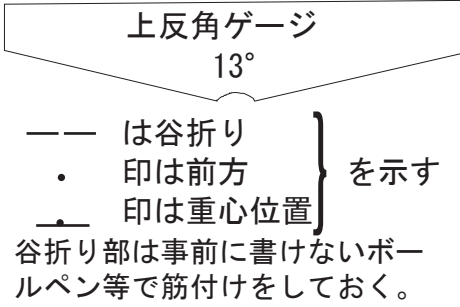 上反角ゲージ
13°
―― は谷折り
・ 印は前方
印は重心位置
を示す
谷折り部は事前に書けないボー
ルペン等で筋付けをしておく。